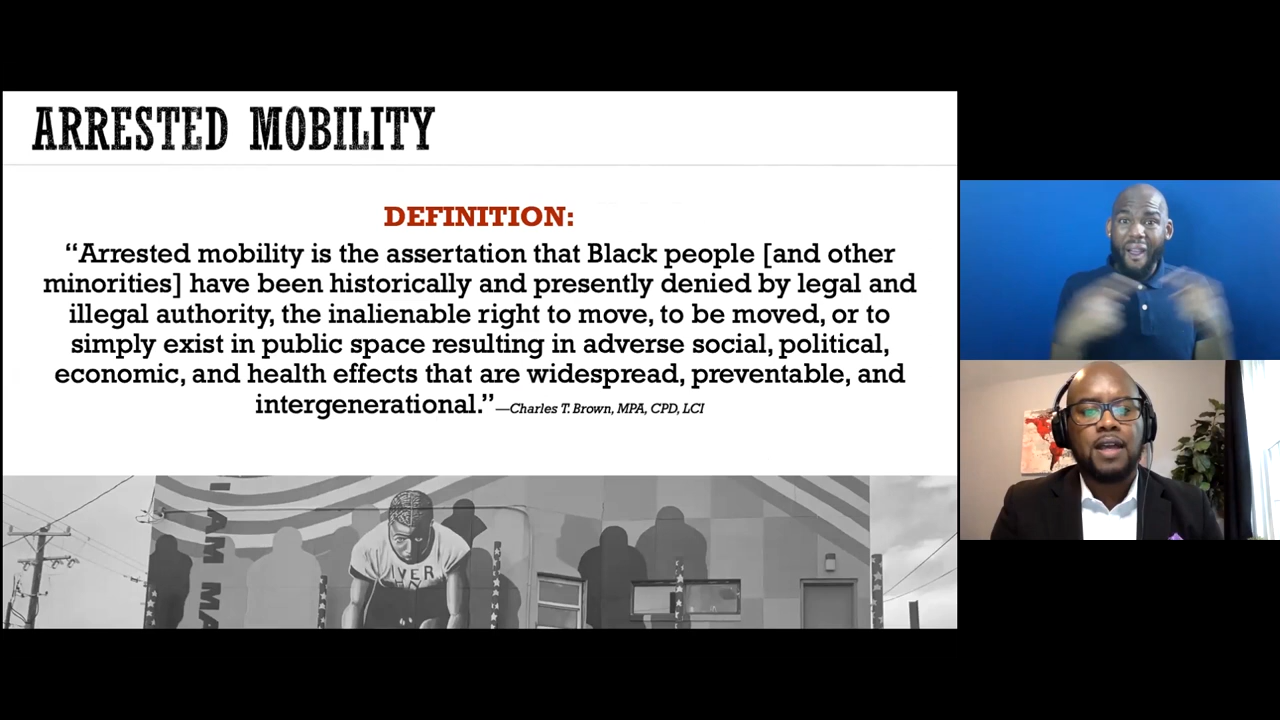 ARRESTED MOBILITY
DEFINITION:
“Arrested mobility is the assertation that Black people [and other
minorities] have been historically and presently denied by legal and
illegal authority, the inalienable right to move, to be moved, or to
simply exist in public space resulting in adverse social, political,
economic, and health effects that are widespread, preventable, and
intergenerational.”—Charles T. Brown, MPA, CPD, LCI
I AM MA